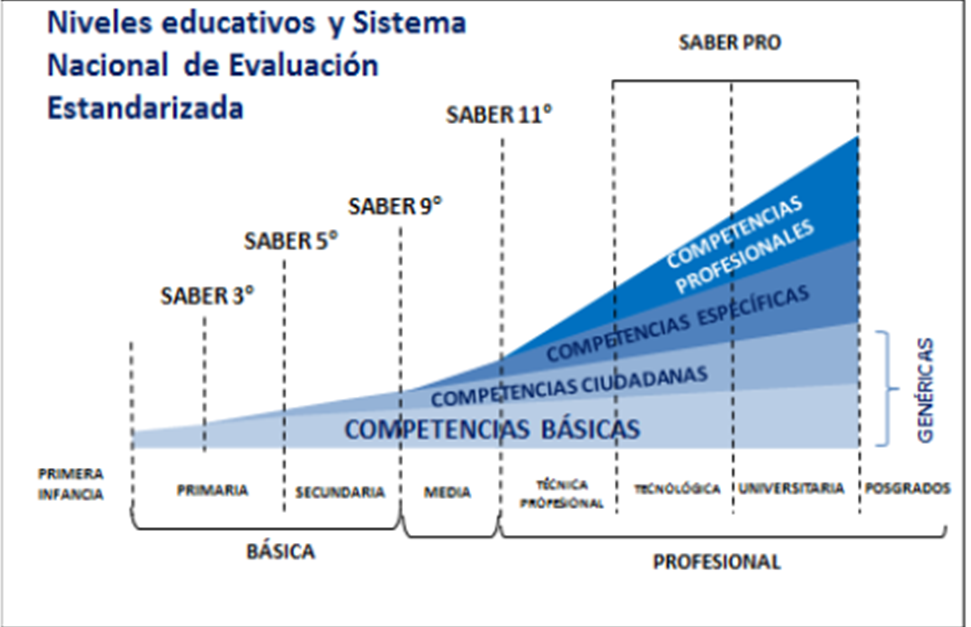 Niveles educativos y Sistema
Nacional de Evaluación
Estandarizada
SABER PRO
SABER 11°
SABER 9°
SABER 5°
SABER 3°
COMPETENCIAS
PROFESIONALES
COMPETENCIAS ESPECÍFICAS
COMPETENCIAS CIUDADANAS
COMPETENCIAS BÁSICAS
GENÉRICAS
PRIMERA
INFANCIA
PRIMARIA
SECUNDARIA
MEDIA
TÉCNICA
PROFESIONAL
TECNOLÓGICA
UNIVERSITARIA
POSGRADOS
BÁSICA
PROFESIONAL